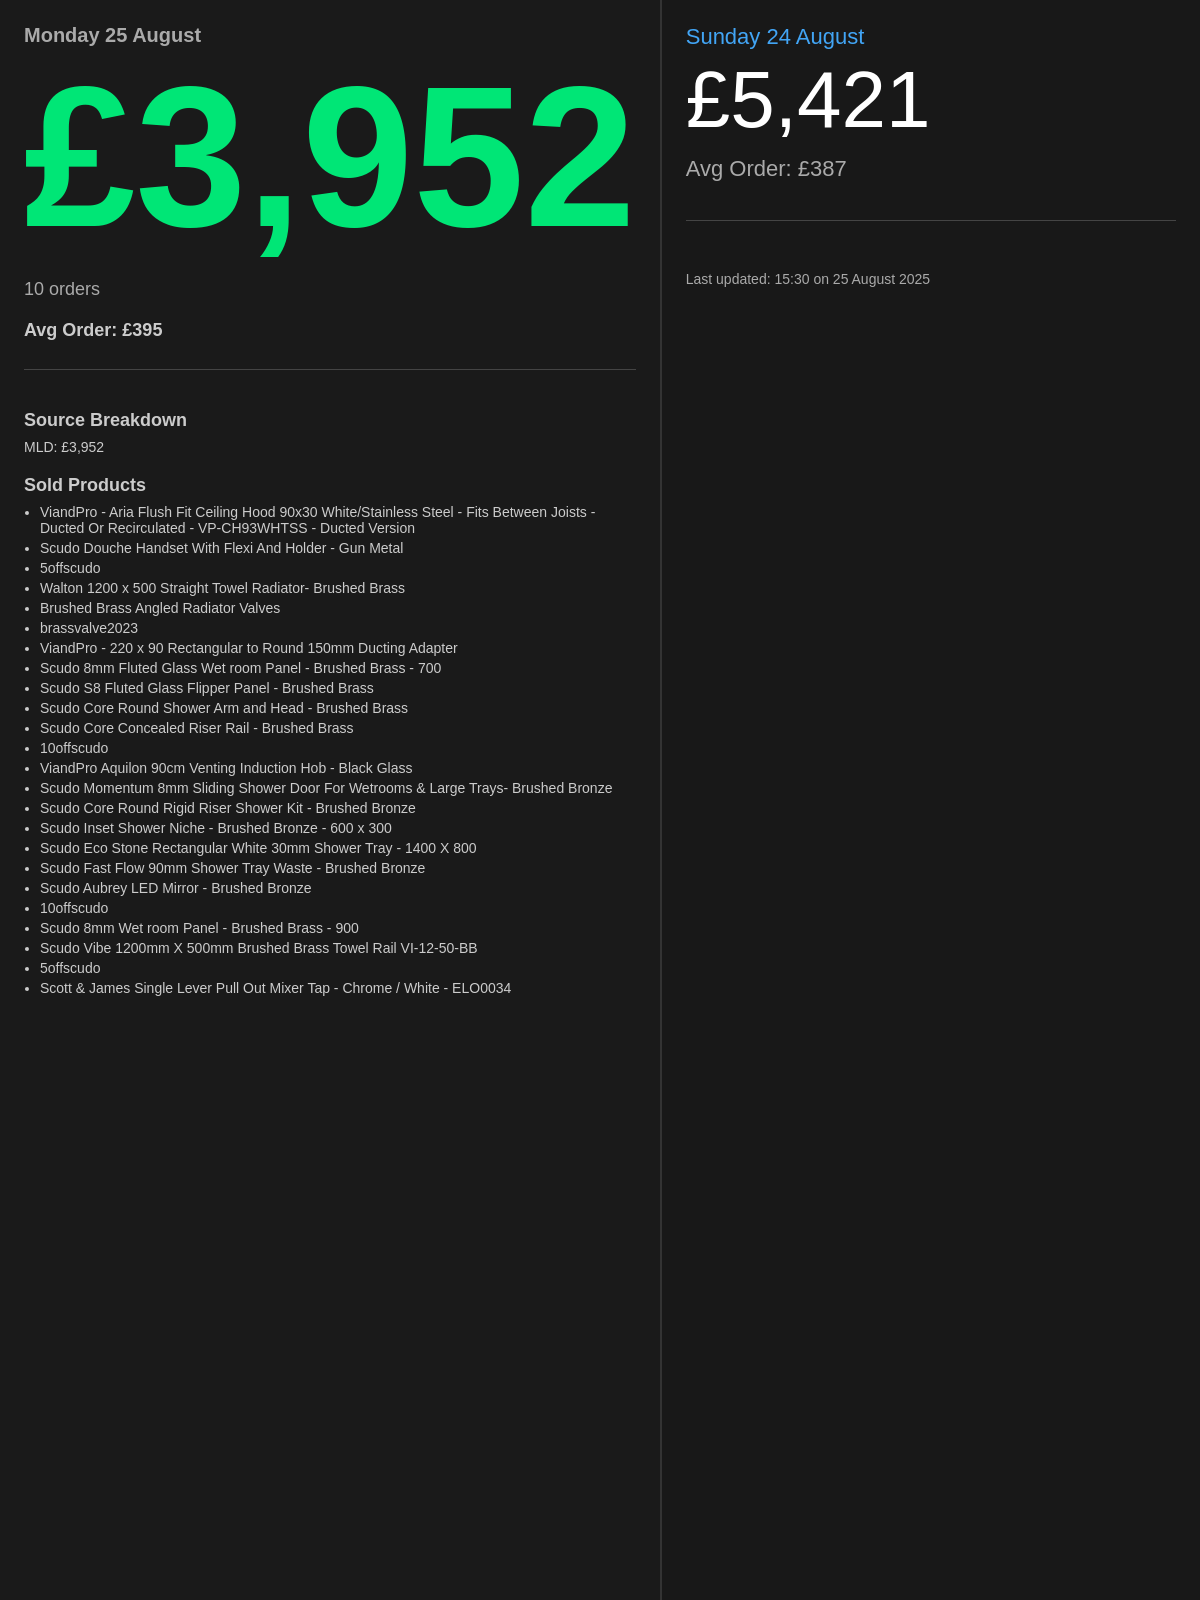 Monday 25 August
£3,952
10 orders
Avg Order: £395
Source Breakdown
MLD: £3,952
Sold Products
• ViandPro - Aria Flush Fit Ceiling Hood 90x30 White/Stainless Steel - Fits Between Joists -
Ducted Or Recirculated - VP-CH93WHTSS - Ducted Version
• Scudo Douche Handset With Flexi And Holder - Gun Metal
• 5offscudo
• Walton 1200 x 500 Straight Towel Radiator- Brushed Brass
• Brushed Brass Angled Radiator Valves
• brassvalve2023
• ViandPro - 220 x 90 Rectangular to Round 150mm Ducting Adapter
• Scudo 8mm Fluted Glass Wet room Panel - Brushed Brass - 700
• Scudo S8 Fluted Glass Flipper Panel - Brushed Brass
• Scudo Core Round Shower Arm and Head - Brushed Brass
• Scudo Core Concealed Riser Rail - Brushed Brass
• 10offscudo
• ViandPro Aquilon 90cm Venting Induction Hob - Black Glass
• Scudo Momentum 8mm Sliding Shower Door For Wetrooms & Large Trays- Brushed Bronze
• Scudo Core Round Rigid Riser Shower Kit - Brushed Bronze
• Scudo Inset Shower Niche - Brushed Bronze - 600 x 300
• Scudo Eco Stone Rectangular White 30mm Shower Tray - 1400 X 800
• Scudo Fast Flow 90mm Shower Tray Waste - Brushed Bronze
• Scudo Aubrey LED Mirror - Brushed Bronze
• 10offscudo
• Scudo 8mm Wet room Panel - Brushed Brass - 900
• Scudo Vibe 1200mm X 500mm Brushed Brass Towel Rail VI-12-50-BB
• 5offscudo
• Scott & James Single Lever Pull Out Mixer Tap - Chrome / White - ELO0034
Sunday 24 August
£5,421
Avg Order: £387
Last updated: 15:30 on 25 August 2025